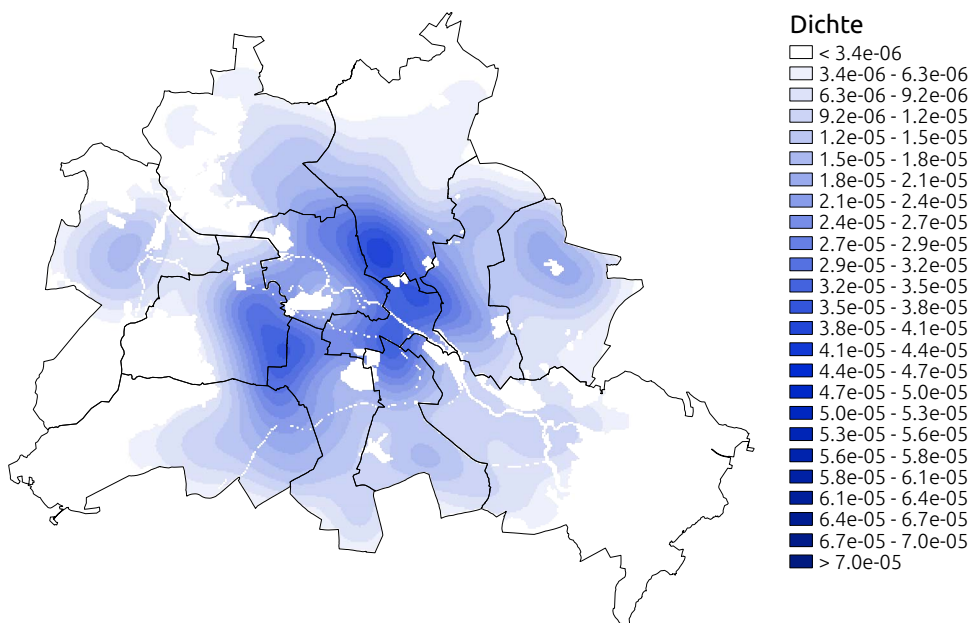 Dichte
< 3.4e-06
3.4e-06 - 6.3e-06
6.3e-06 - 9.2e-06
9.2e-06 - 1.2e-05
1.2e-05 - 1.5e-05
1.5e-05 - 1.8e-05
1.8e-05 - 2.1e-05
2.1e-05 - 2.4e-05
2.4e-05 - 2.7e-05
2.7e-05 - 2.9e-05
2.9e-05 - 3.2e-05
3.2e-05 - 3.5e-05
3.5e-05 - 3.8e-05
3.8e-05 - 4.1e-05
4.1e-05 - 4.4e-05
4.4e-05 - 4.7e-05
4.7e-05 - 5.0e-05
5.0e-05 - 5.3e-05
5.3e-05 - 5.6e-05
5.6e-05 - 5.8e-05
5.8e-05 - 6.1e-05
6.1e-05 - 6.4e-05
6.4e-05 - 6.7e-05
6.7e-05 - 7.0e-05
> 7.0e-05